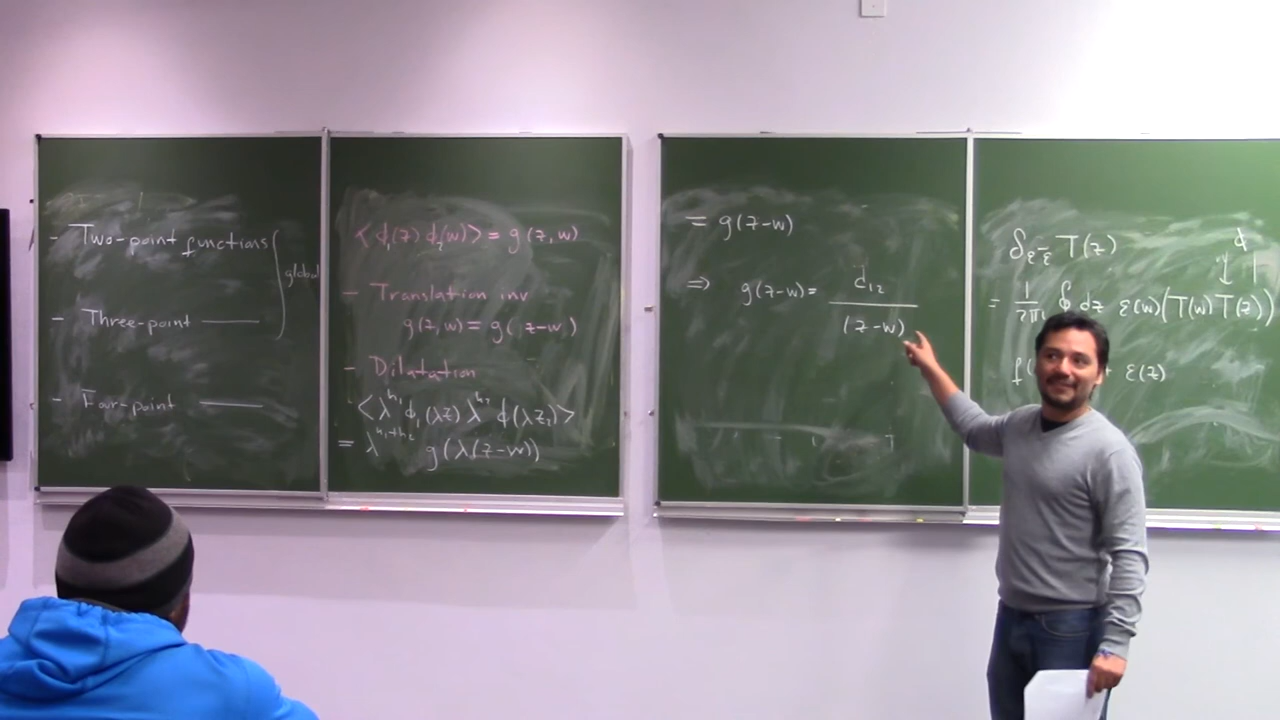 - Two-point functions
- Three-point ——
- Four-point ——
global
<ϕ₁(z) ϕ₂(w)> = g(z,w)
- Translation inv
g(z,w) = g(z-w)
- Dilatation
<λ^h₁ ϕ₁(λz) λ^h₂ ϕ(λz₂)>
= λ^h₁+h₂ g(λ(z-w))
= g(z-w)
⇒ g(z-w) = d₁₂ / (z-w)
δ_ε,ε̄ T(z)
= 1/2πi ∮ dz ε(w)(T(w)T(z))
ε(z)